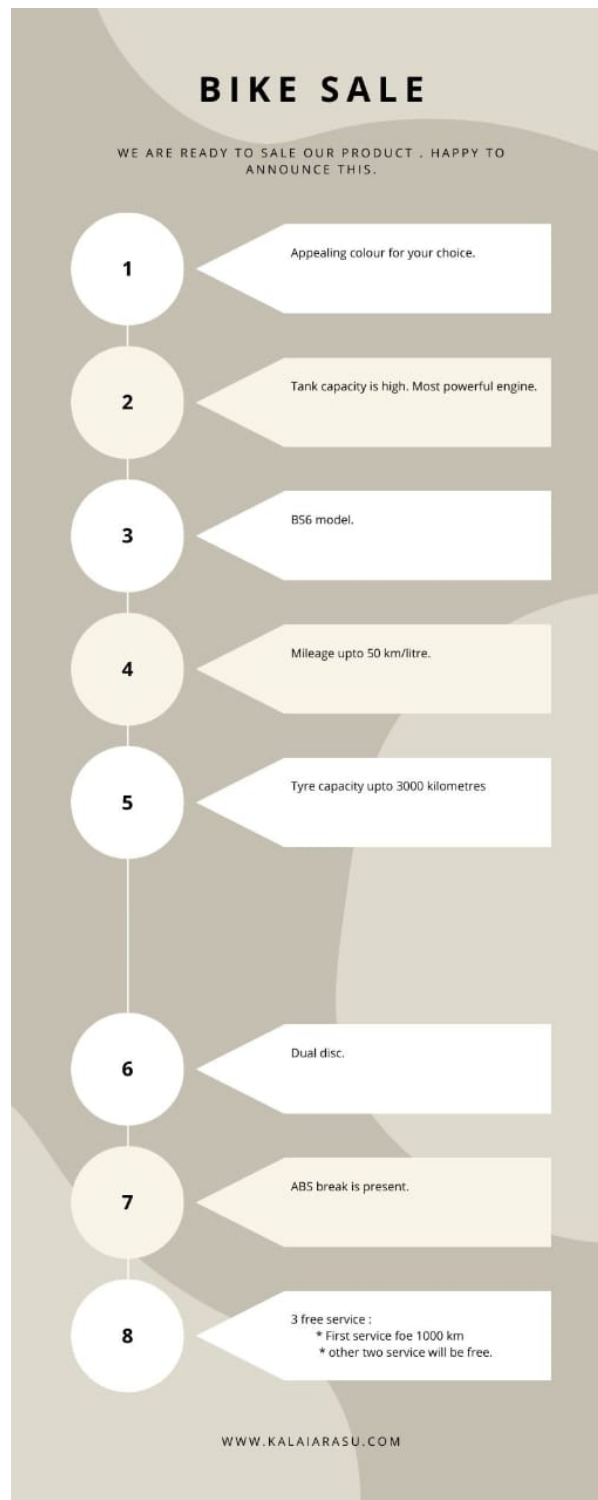 BIKE SALE
WE ARE READY TO SALE OUR PRODUCT . HAPPY TO
ANNOUNCE THIS.
1
Appealing colour for your choice.
2
Tank capacity is high. Most powerful engine.
3
BS6 model.
4
Mileage upto 50 km/litre.
5
Tyre capacity upto 3000 kilometres
6
Dual disc.
7
ABS break is present.
8
3 free service :
* First service foe 1000 km
* other two service will be free.
WWW.KALAIARASU.COM